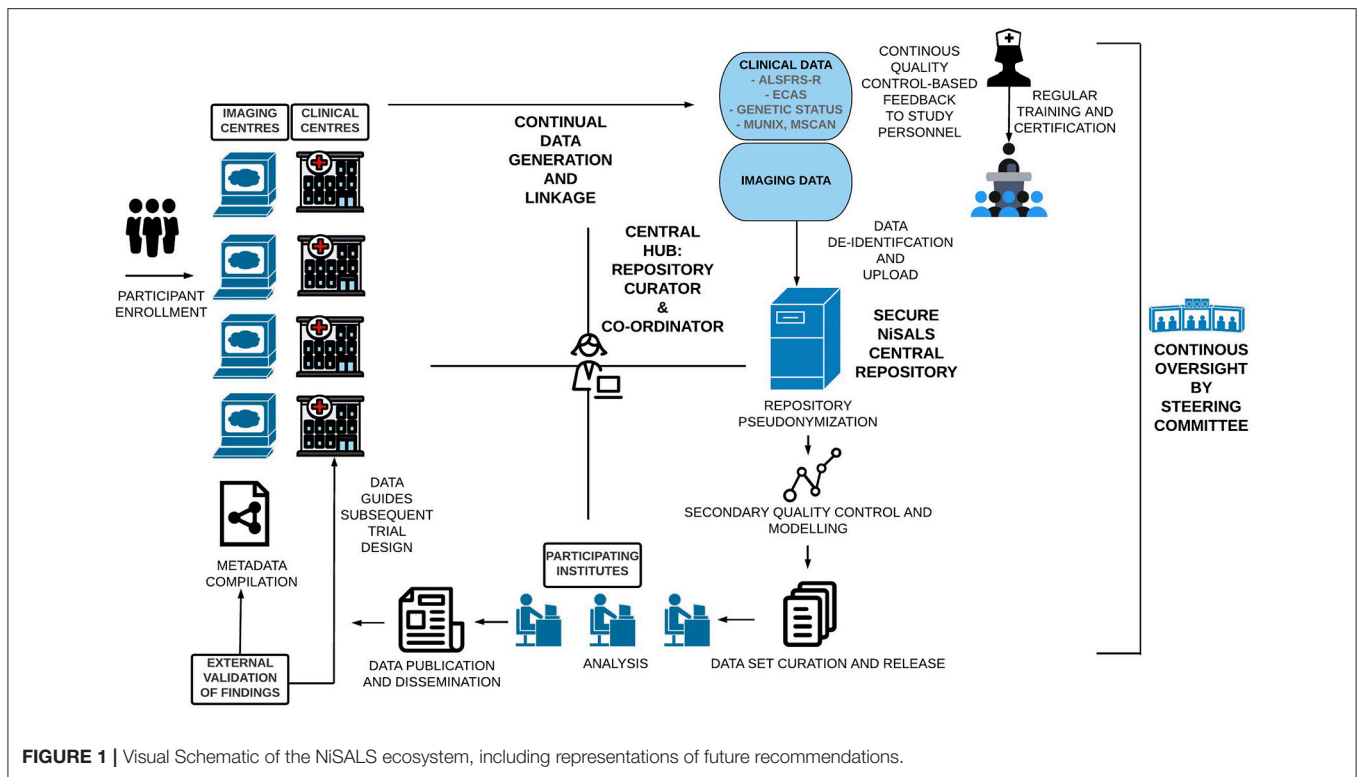 IMAGING
CENTRES
CLINICAL
CENTRES
PARTICIPANT
ENROLLMENT
CONTINUAL
DATA
GENERATION
AND
LINKAGE
CLINICAL DATA
- ALSFRS-R
- ECAS
- GENETIC STATUS
- MUNIX, MSCAN
IMAGING DATA
CONTINOUS
QUALITY
CONTROL-BASED
FEEDBACK
TO STUDY
PERSONNEL
REGULAR
TRAINING AND
CERTIFICATION
DATA
DE-IDENTIFCATION
AND
UPLOAD
CENTRAL
HUB:
REPOSITORY
CURATOR
&
CO-ORDINATOR
SECURE
NiSALS
CENTRAL
REPOSITORY
REPOSITORY
PSEUDONYMIZATION
SECONDARY QUALITY CONTROL AND
MODELLING
DATA SET CURATION AND RELEASE
PARTICIPATING
INSTITUTES
ANALYSIS
DATA PUBLICATION
AND DISSEMINATION
DATA
GUIDES
SUBSEQUENT
TRIAL
DESIGN
METADATA
COMPILATION
EXTERNAL
VALIDATION
OF FINDINGS
CONTINOUS
OVERSIGHT
BY
STEERING
COMMITTEE
FIGURE 1 | Visual Schematic of the NiSALS ecosystem, including representations of future recommendations.